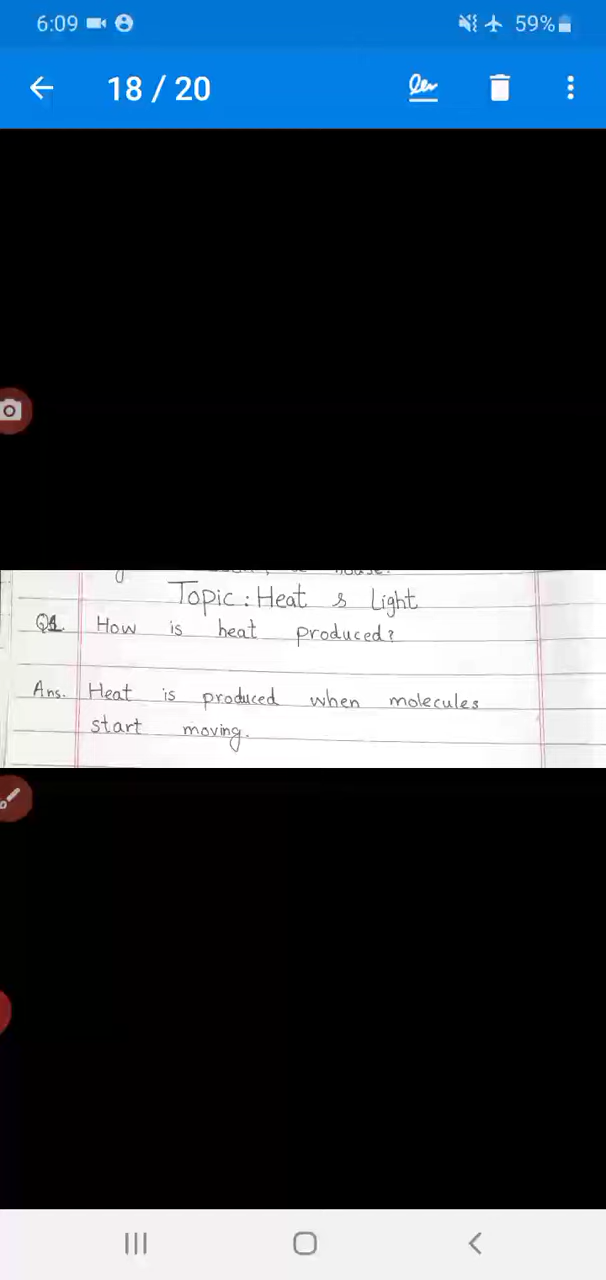 6:09
59%
18 / 20
house.
Topic: Heat & Light
Q1. How is heat produced?
Ans. Heat is produced when molecules
start moving.